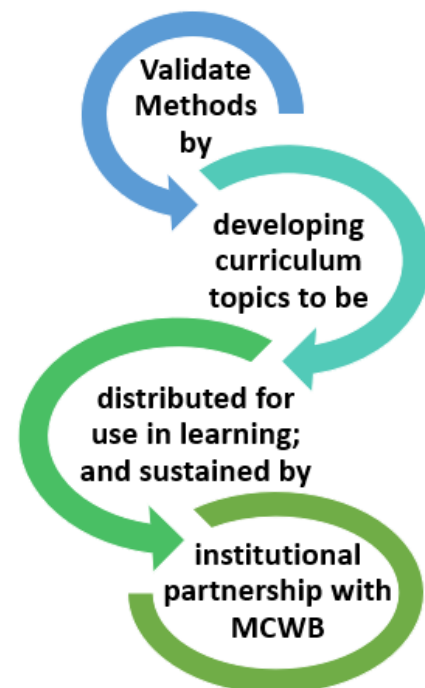 Validate
Methods
by
developing
curriculum
topics to be
distributed for
use in learning;
and sustained by
institutional
partnership with
MCWB